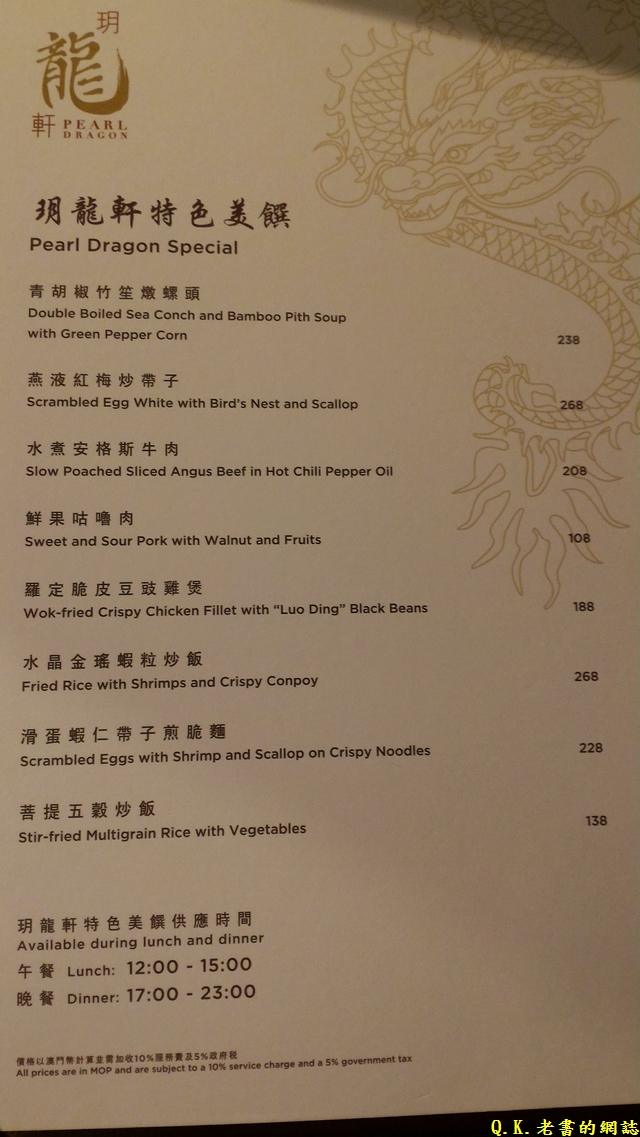 玥
龍
軒 PEARL
DRAGON
玥龍軒特色美饌
Pearl Dragon Special
青胡椒竹笙燉螺頭
Double Boiled Sea Conch and Bamboo Pith Soup
with Green Pepper Corn 238
燕液紅梅炒帶子
Scrambled Egg White with Bird's Nest and Scallop 268
水煮安格斯牛肉
Slow Poached Sliced Angus Beef in Hot Chili Pepper Oil 208
鮮果咕嚕肉
Sweet and Sour Pork with Walnut and Fruits 108
羅定脆皮豆豉雞煲
Wok-fried Crispy Chicken Fillet with “Luo Ding” Black Beans 188
水晶金瑤蝦粒炒飯
Fried Rice with Shrimps and Crispy Conpoy 268
滑蛋蝦仁帶子煎脆麵
Scrambled Eggs with Shrimp and Scallop on Crispy Noodles 228
菩提五穀炒飯
Stir-fried Multigrain Rice with Vegetables 138
玥龍軒特色美饌供應時間
Available during lunch and dinner
午餐 Lunch: 12:00 - 15:00
晚餐 Dinner: 17:00 - 23:00
價格以澳門幣計算並需加收10%服務費及5%政府稅
All prices are in MOP and are subject to a 10% service charge and a 5% government tax
Q.K.老書的網誌